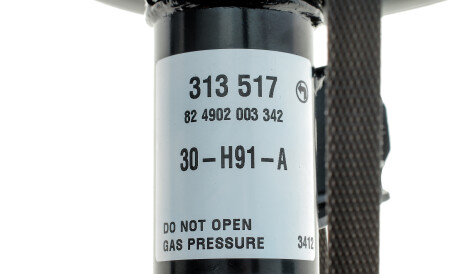 313 517
82 4902 003 342
30-H91-A
DO NOT OPEN
GAS PRESSURE 3412